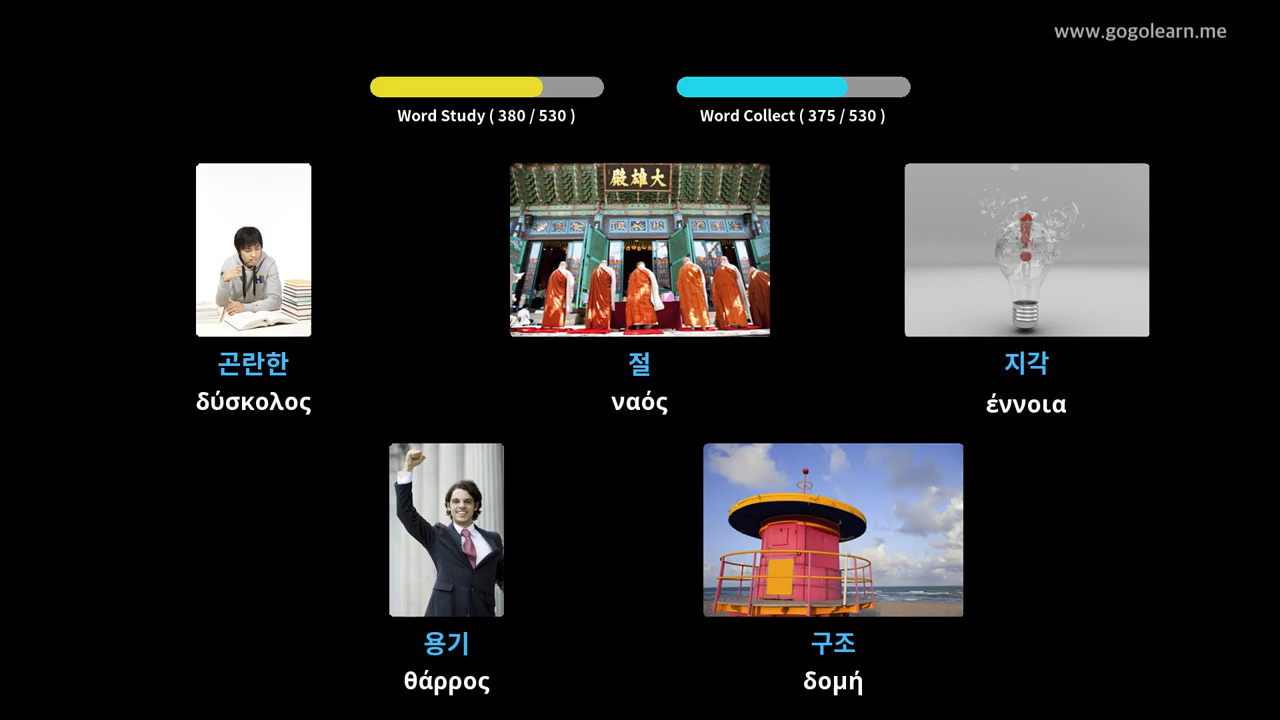 www.gogolearn.me
Word Study ( 380 / 530 )
Word Collect ( 375 / 530 )
大雄殿
곤란한
절
지각
δύσκολος
ναός
έννοια
용기
구조
θάρρος
δομή